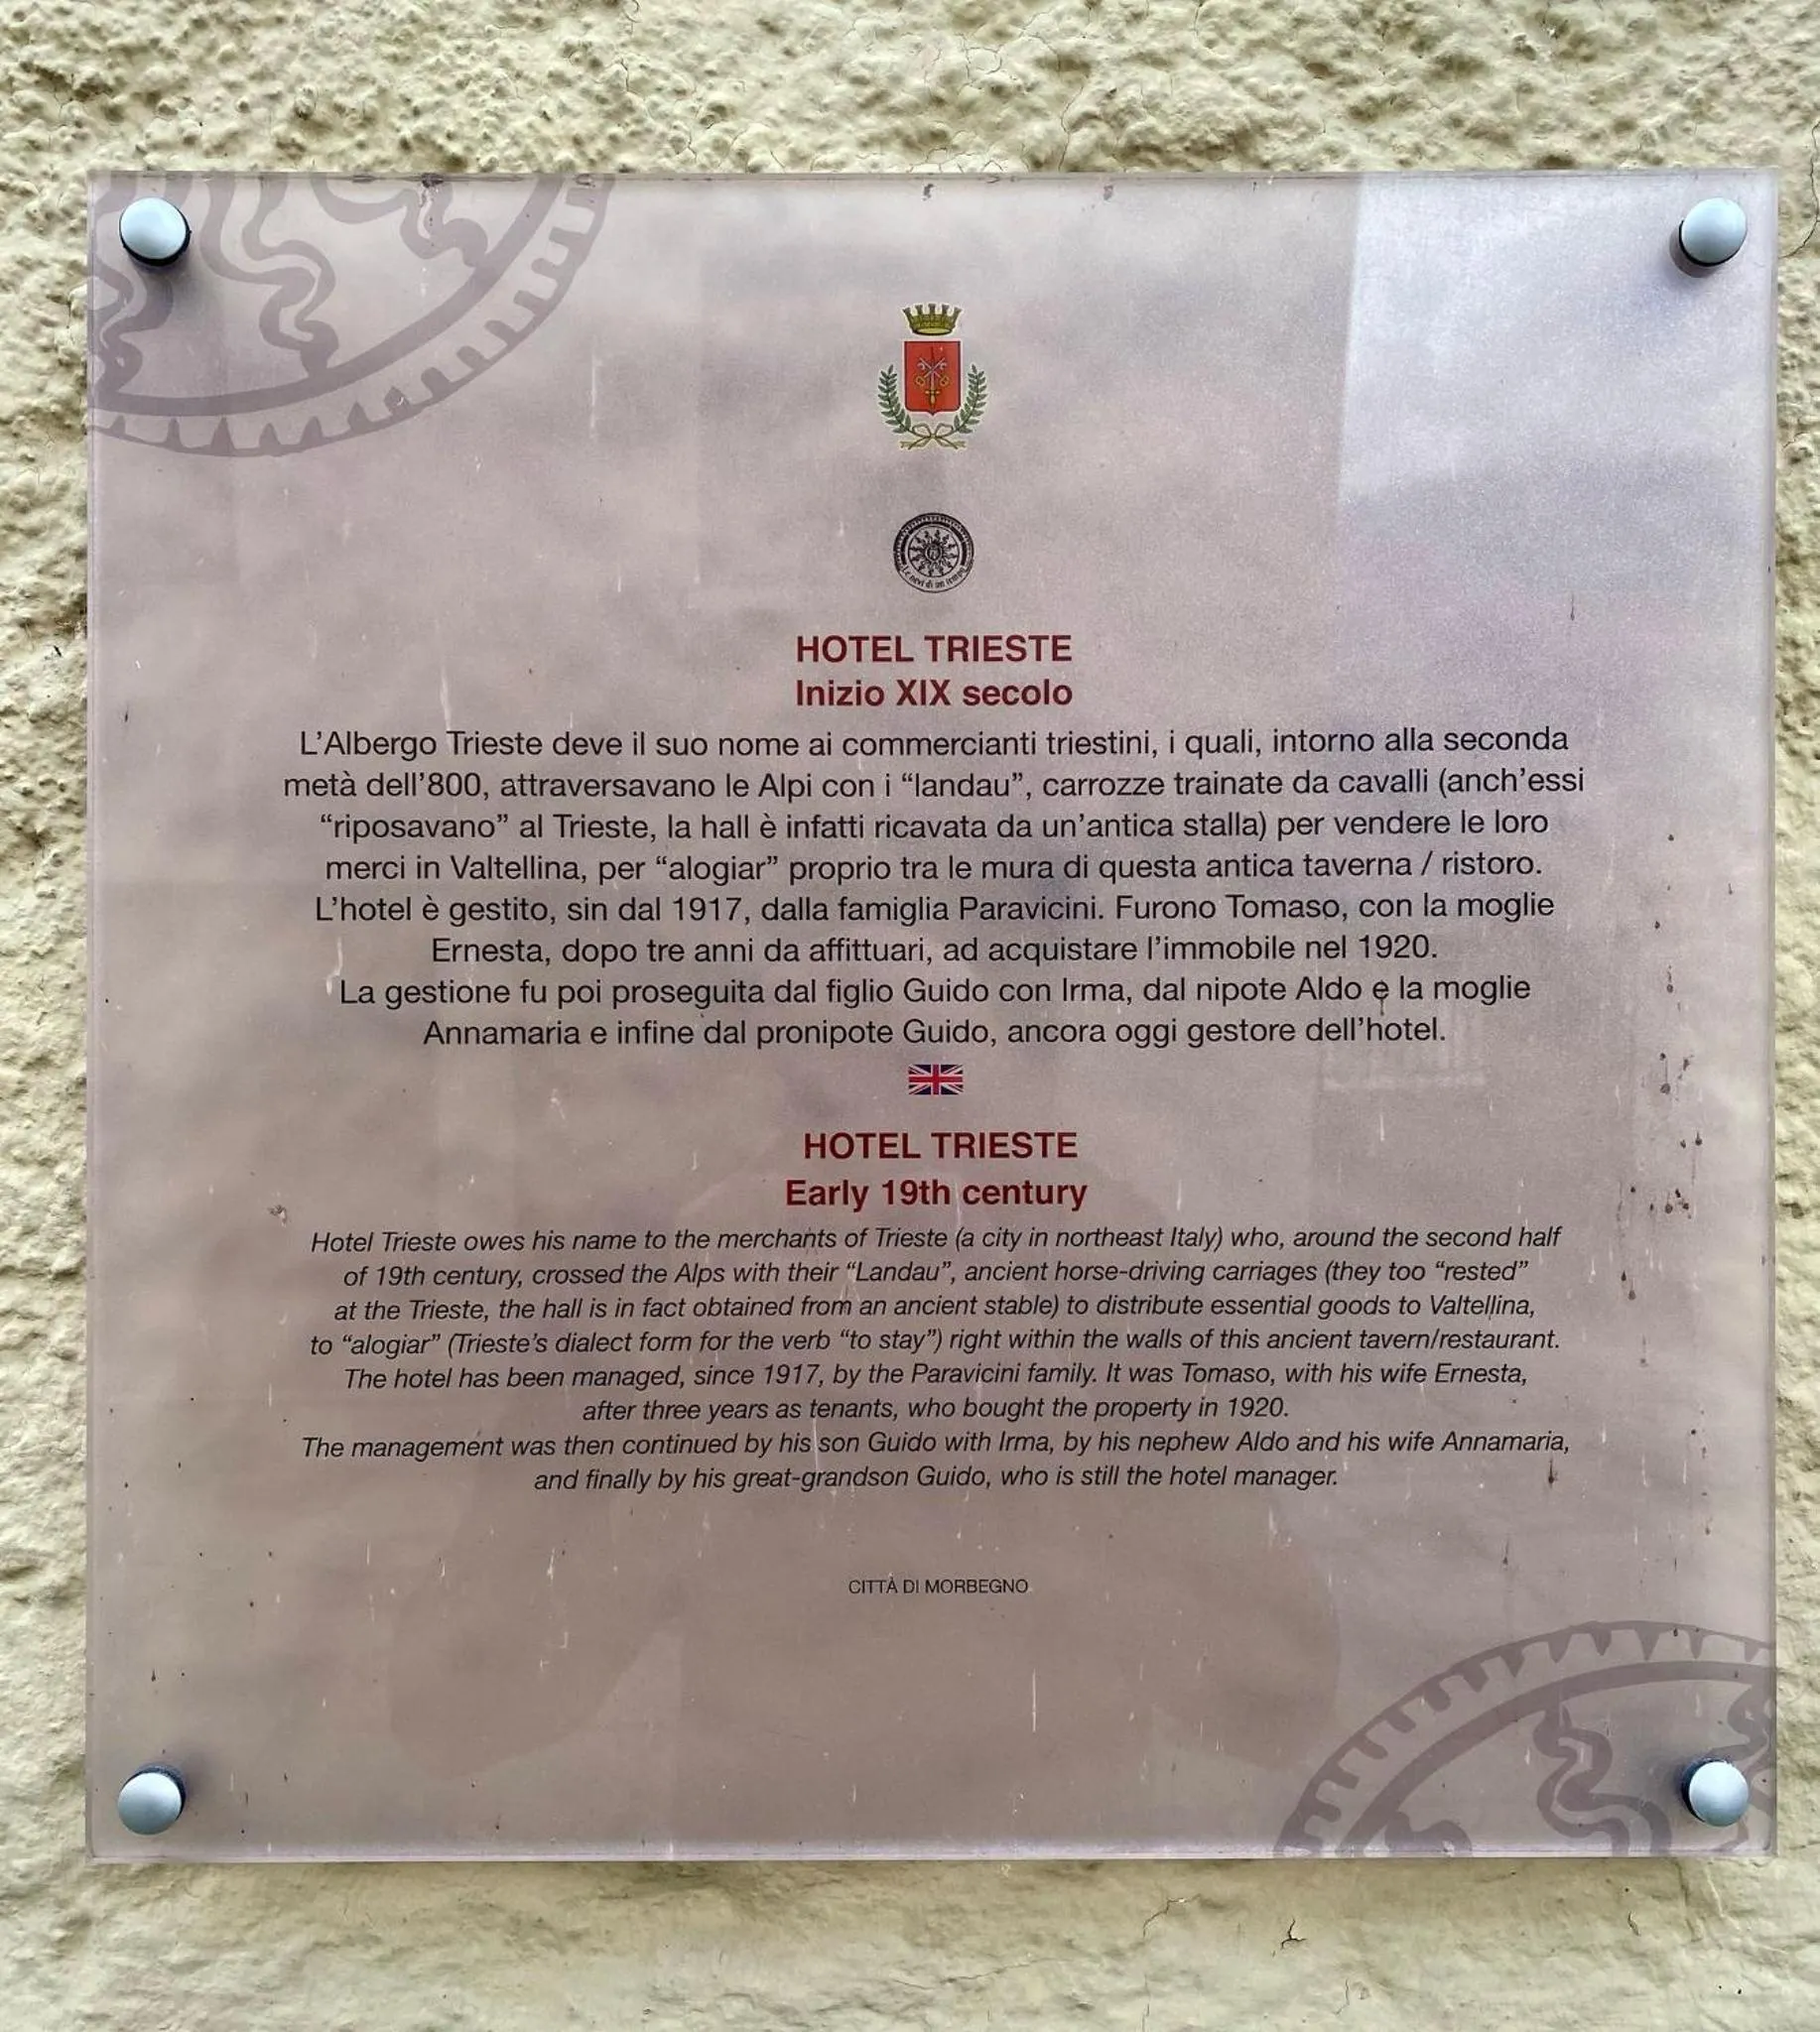 Le nevi di un tempo
HOTEL TRIESTE
Inizio XIX secolo
L'Albergo Trieste deve il suo nome ai commercianti triestini, i quali, intorno alla seconda
metà dell'800, attraversavano le Alpi con i “landau”, carrozze trainate da cavalli (anch'essi
“riposavano” al Trieste, la hall è infatti ricavata da un'antica stalla) per vendere le loro
merci in Valtellina, per “alogiar” proprio tra le mura di questa antica taverna / ristoro.
L'hotel è gestito, sin dal 1917, dalla famiglia Paravicini. Furono Tomaso, con la moglie
Ernesta, dopo tre anni da affittuari, ad acquistare l'immobile nel 1920.
La gestione fu poi proseguita dal figlio Guido con Irma, dal nipote Aldo e la moglie
Annamaria e infine dal pronipote Guido, ancora oggi gestore dell'hotel.
HOTEL TRIESTE
Early 19th century
Hotel Trieste owes his name to the merchants of Trieste (a city in northeast Italy) who, around the second half
of 19th century, crossed the Alps with their “Landau”, ancient horse-driving carriages (they too “rested”
at the Trieste, the hall is in fact obtained from an ancient stable) to distribute essential goods to Valtellina,
to “alogiar” (Trieste's dialect form for the verb “to stay”) right within the walls of this ancient tavern/restaurant.
The hotel has been managed, since 1917, by the Paravicini family. It was Tomaso, with his wife Ernesta,
after three years as tenants, who bought the property in 1920.
The management was then continued by his son Guido with Irma, by his nephew Aldo and his wife Annamaria,
and finally by his great-grandson Guido, who is still the hotel manager.
CITTÀ DI MORBEGNO